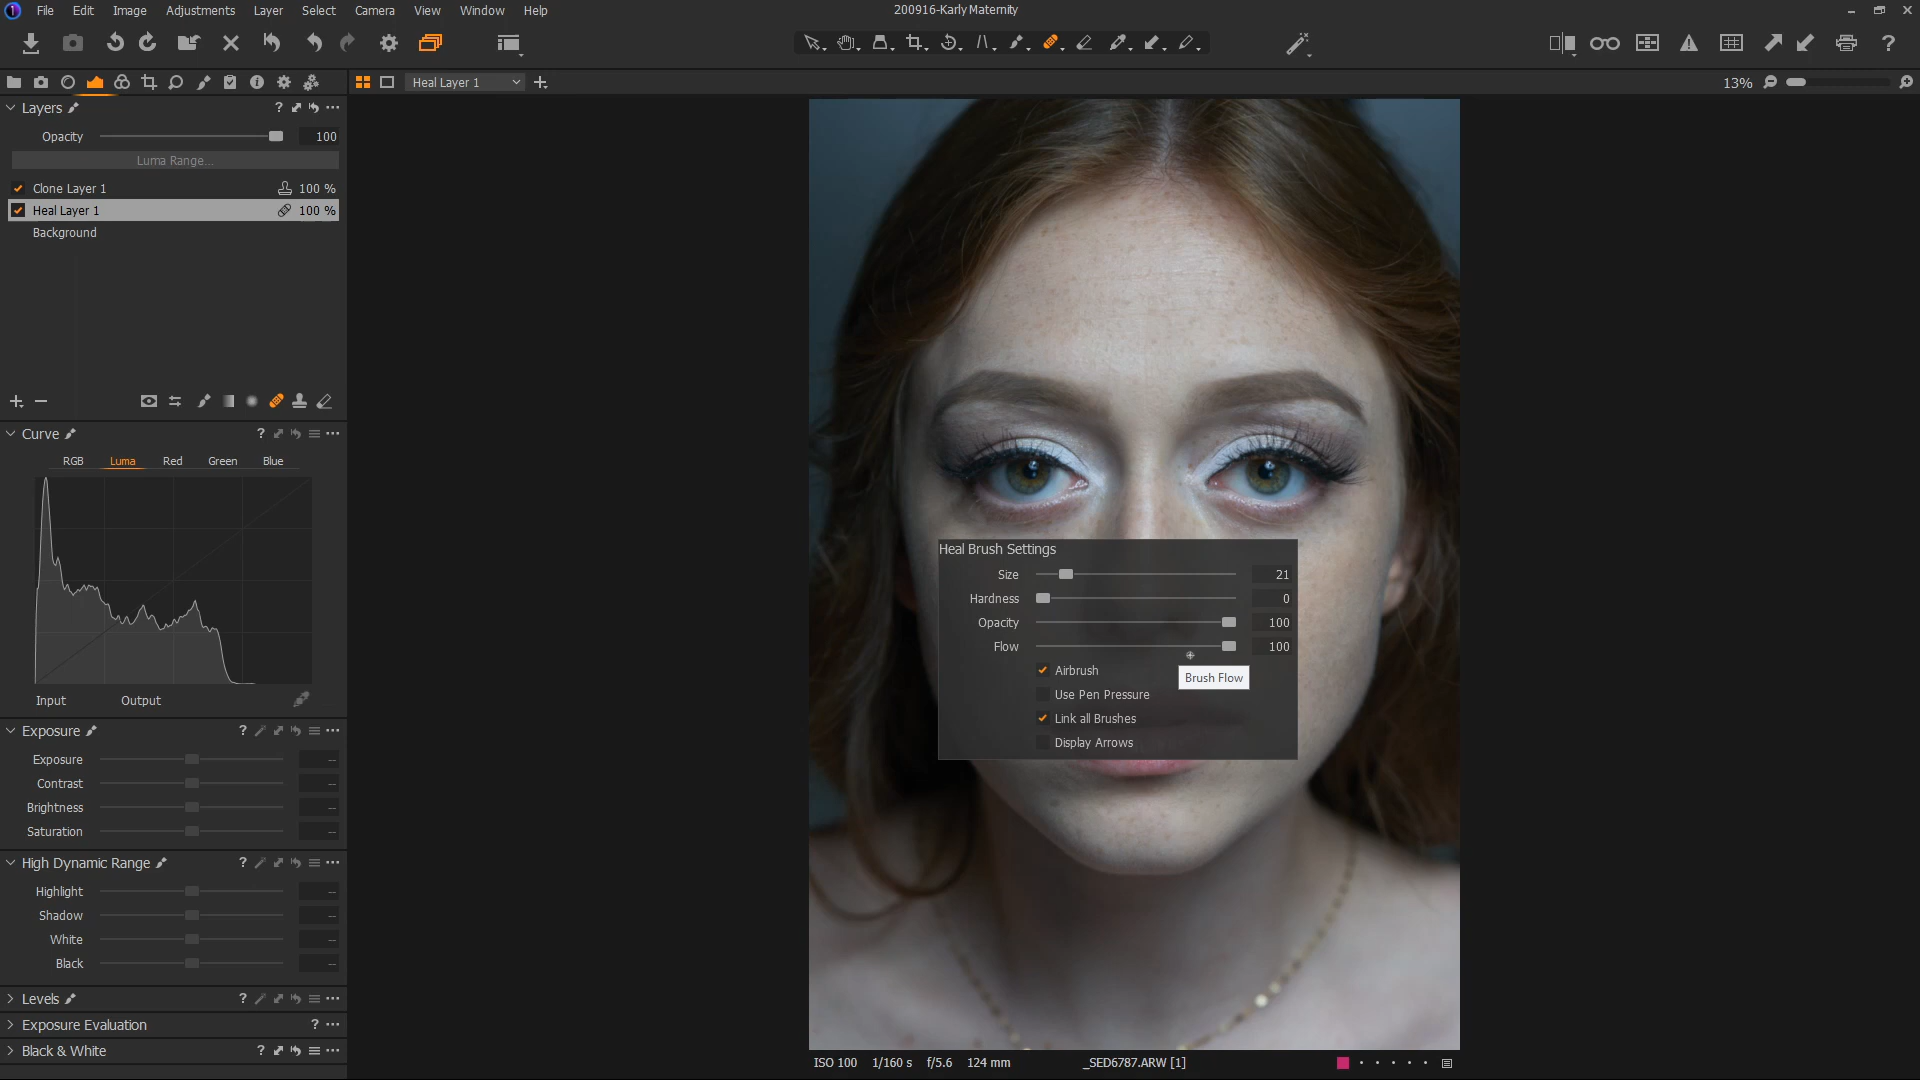 File Edit Image Adjustments Layer Select Camera View Window Help 200916-Karly Maternity
Heal Layer 1 13%
Layers
Opacity 100
Luma Range...
Clone Layer 1 100 %
Heal Layer 1 100 %
Background
Curve
RGB Luma Red Green Blue
Input Output
Exposure
Exposure --
Contrast --
Brightness --
Saturation --
High Dynamic Range
Highlight --
Shadow --
White --
Black --
Levels
Exposure Evaluation
Black & White
Heal Brush Settings
Size 21
Hardness 0
Opacity 100
Flow 100
Airbrush
Brush Flow
Use Pen Pressure
Link all Brushes
Display Arrows
ISO 100 1/160 s f/5.6 124 mm _SED6787.ARW [1]